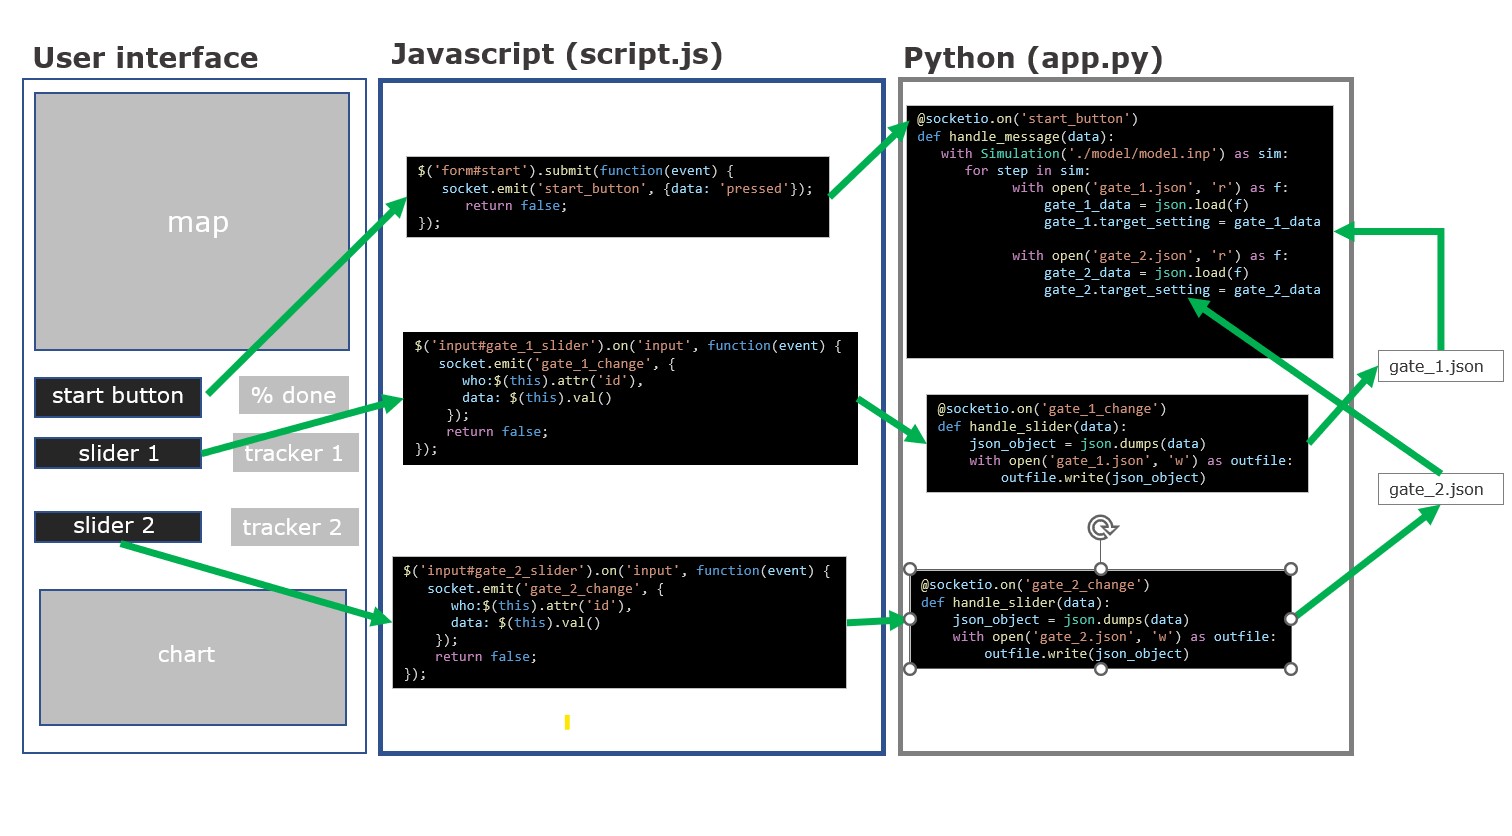 User interface
map
start button
% done
slider 1
tracker 1
slider 2
tracker 2
chart
Javascript (script.js)
$('form#start').submit(function(event) {
socket.emit('start_button', {data: 'pressed'});
return false;
});
$('input#gate_1_slider').on('input', function(event) {
socket.emit('gate_1_change', {
who:$(this).attr('id'),
data: $(this).val()
});
return false;
});
$('input#gate_2_slider').on('input', function(event) {
socket.emit('gate_2_change', {
who:$(this).attr('id'),
data: $(this).val()
});
return false;
});
Python (app.py)
@socketio.on('start_button')
def handle_message(data):
with Simulation('./model/model.inp') as sim:
for step in sim:
with open('gate_1.json', 'r') as f:
gate_1_data = json.load(f)
gate_1.target_setting = gate_1_data
with open('gate_2.json', 'r') as f:
gate_2_data = json.load(f)
gate_2.target_setting = gate_2_data
@socketio.on('gate_1_change')
def handle_slider(data):
json_object = json.dumps(data)
with open('gate_1.json', 'w') as outfile:
outfile.write(json_object)
@socketio.on('gate_2_change')
def handle_slider(data):
json_object = json.dumps(data)
with open('gate_2.json', 'w') as outfile:
outfile.write(json_object)
gate_1.json
gate_2.json